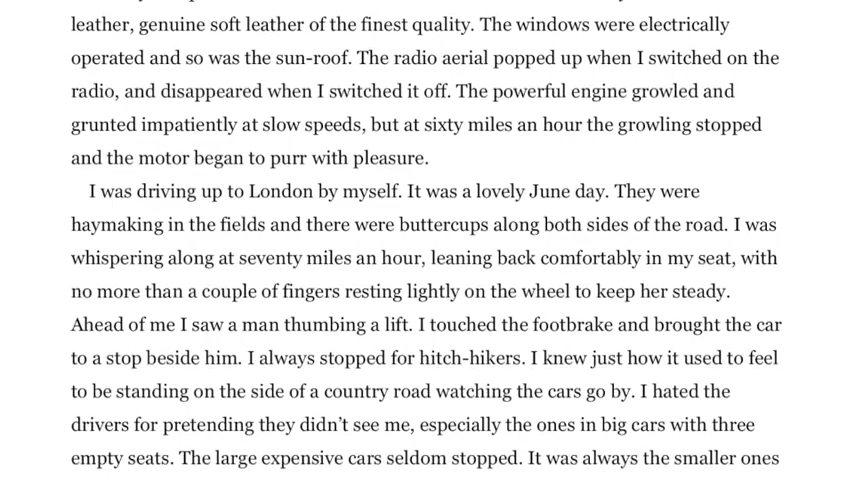 leather, genuine soft leather of the finest quality. The windows were electrically
operated and so was the sun-roof. The radio aerial popped up when I switched on the
radio, and disappeared when I switched it off. The powerful engine growled and
grunted impatiently at slow speeds, but at sixty miles an hour the growling stopped
and the motor began to purr with pleasure.
I was driving up to London by myself. It was a lovely June day. They were
haymaking in the fields and there were buttercups along both sides of the road. I was
whispering along at seventy miles an hour, leaning back comfortably in my seat, with
no more than a couple of fingers resting lightly on the wheel to keep her steady.
Ahead of me I saw a man thumbing a lift. I touched the footbrake and brought the car
to a stop beside him. I always stopped for hitch-hikers. I knew just how it used to feel
to be standing on the side of a country road watching the cars go by. I hated the
drivers for pretending they didn't see me, especially the ones in big cars with three
empty seats. The large expensive cars seldom stopped. It was always the smaller ones